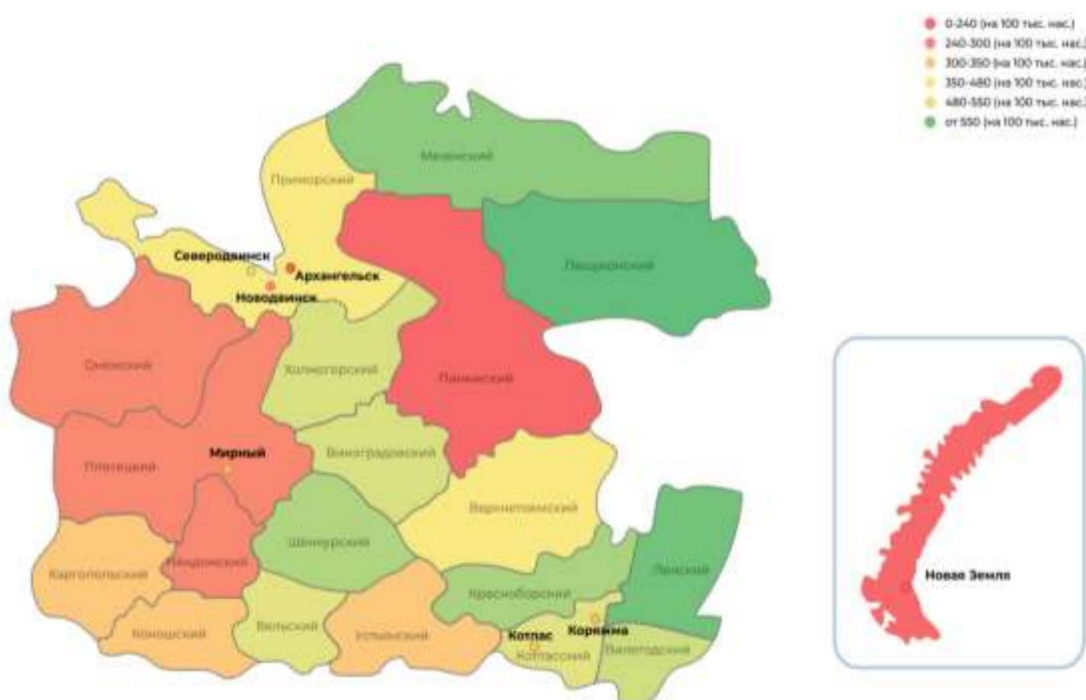 0-240 (на 100 тыс. нас.)
240-300 (на 100 тыс. нас.)
300-350 (на 100 тыс. нас.)
350-480 (на 100 тыс. нас.)
480-550 (на 100 тыс. нас.)
от 550 (на 100 тыс. нас.)
Мезенский
Приморский
Северодвинск
Архангельск
Новодвинск
Лешуконский
Онежский
Холмогорский
Пинежский
Мирный
Плесецкий
Виноградовский
Верхнетоемский
Шенкурский
Няндомский
Каргопольский
Красноборский
Ленский
Новая Земля
Коношский
Вельский
Устьянский
Котлас
Коряжма
Котласский
Вилегодский